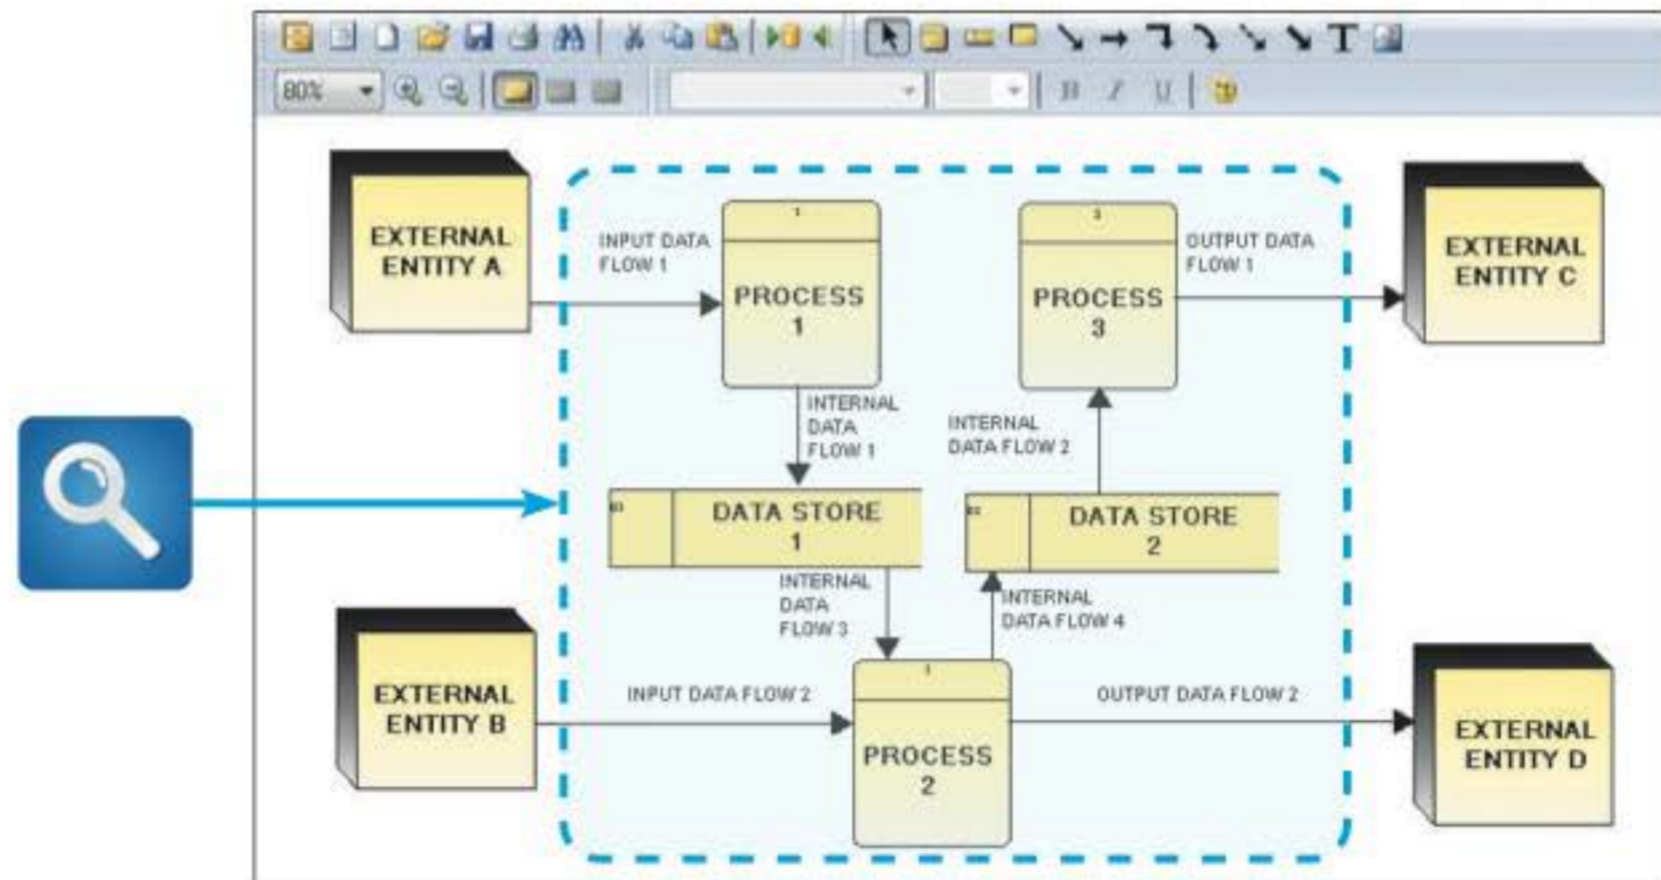 80%
B I U
EXTERNAL
ENTITY A
INPUT DATA
FLOW 1
1
PROCESS
1
3
PROCESS
3
OUTPUT DATA
FLOW 1
EXTERNAL
ENTITY C
INTERNAL
DATA
FLOW 1
INTERNAL
DATA FLOW 2
DATA STORE
1
DATA STORE
2
INTERNAL
DATA
FLOW 3
INTERNAL
DATA FLOW 4
EXTERNAL
ENTITY B
INPUT DATA FLOW 2
PROCESS
2
OUTPUT DATA FLOW 2
EXTERNAL
ENTITY D